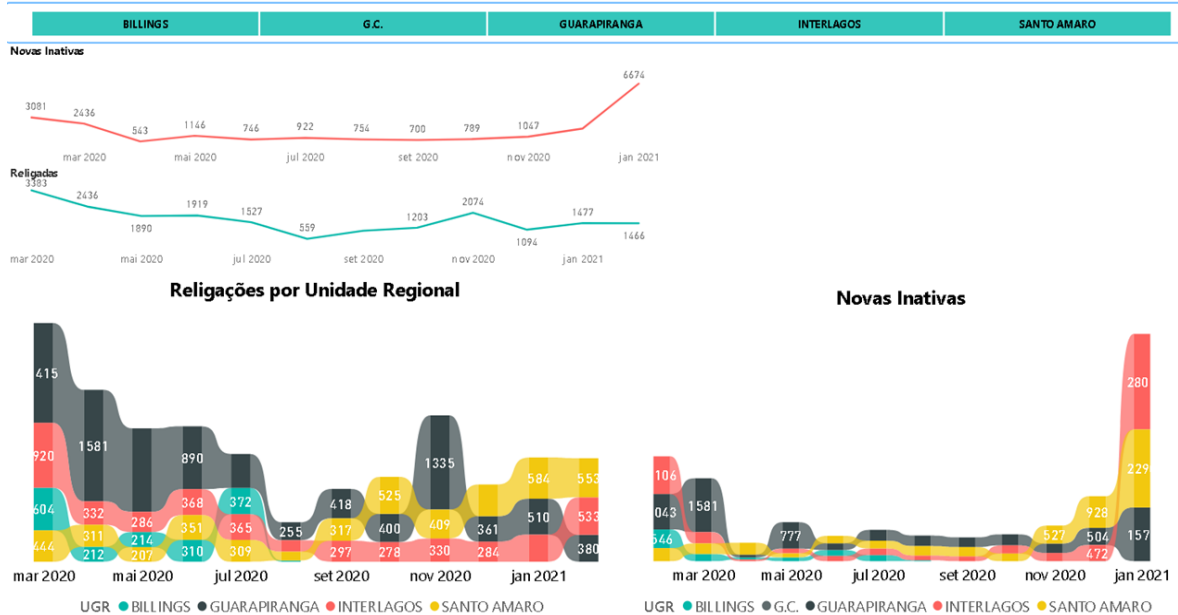 BILLINGS G.C. GUARAPIRANGA INTERLAGOS SANTO AMARO
Novas Inativas
3081 2436 543 1146 746 922 754 700 789 1047 6674
mar 2020 mai 2020 jul 2020 set 2020 nov 2020 jan 2021
Religadas
3383 2436 1890 1919 1527 559 1203 2074 1094 1477 1466
mar 2020 mai 2020 jul 2020 set 2020 nov 2020 jan 2021
Religações por Unidade Regional
415 920 604 444
1581 332 311 212
286 214 207
890 368 351 310
372 365 309
255
418 317 297
525 400 278
1335 409 330
361 284
584 510
553 533 380
mar 2020 mai 2020 jul 2020 set 2020 nov 2020 jan 2021
UGR BILLINGS GUARAPIRANGA INTERLAGOS SANTO AMARO
Novas Inativas
106 043 546
1581
777
527
928 504 472
280 229 157
mar 2020 mai 2020 jul 2020 set 2020 nov 2020 jan 2021
UGR BILLINGS G.C. GUARAPIRANGA INTERLAGOS SANTO AMARO